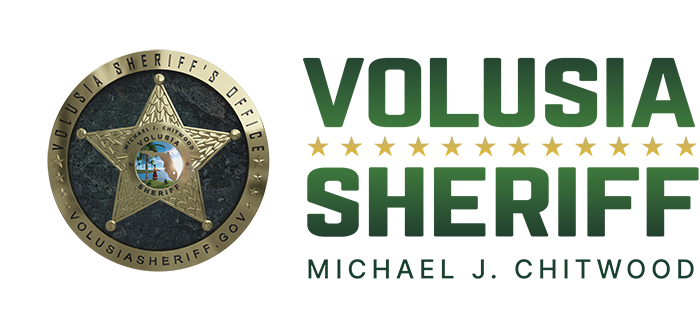 VOLUSIA SHERIFF'S OFFICE
MICHAEL J. CHITWOOD
VOLUSIA
SHERIFF
VOLUSIASHERIFF.GOV
VOLUSIA
SHERIFF
MICHAEL J. CHITWOOD